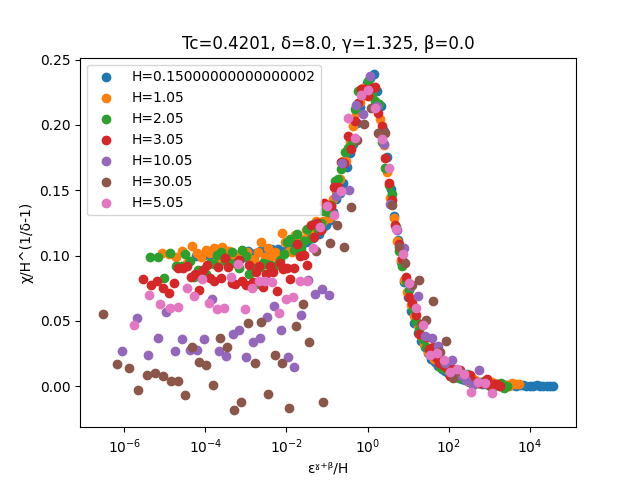 Tc=0.4201, δ=8.0, γ=1.325, β=0.0
0.25
0.20
0.15
0.10
0.05
0.00
χ/H^(1/δ-1)
H=0.15000000000000002
H=1.05
H=2.05
H=3.05
H=10.05
H=30.05
H=5.05
10⁻⁶ 10⁻⁴ 10⁻² 10⁰ 10² 10⁴
εᵞ⁺ᵝ/H